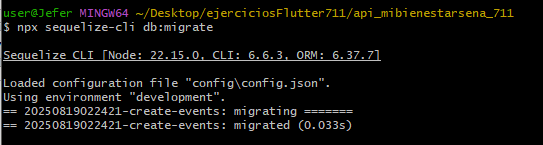 user@Jefer MINGW64 ~/Desktop/ejerciciosFlutter711/api_mibienestarsena_711
$ npx sequelize-cli db:migrate
Sequelize CLI [Node: 22.15.0, CLI: 6.6.3, ORM: 6.37.7]
Loaded configuration file "config\config.json".
Using environment "development".
== 20250819022421-create-events: migrating =======
== 20250819022421-create-events: migrated (0.033s)